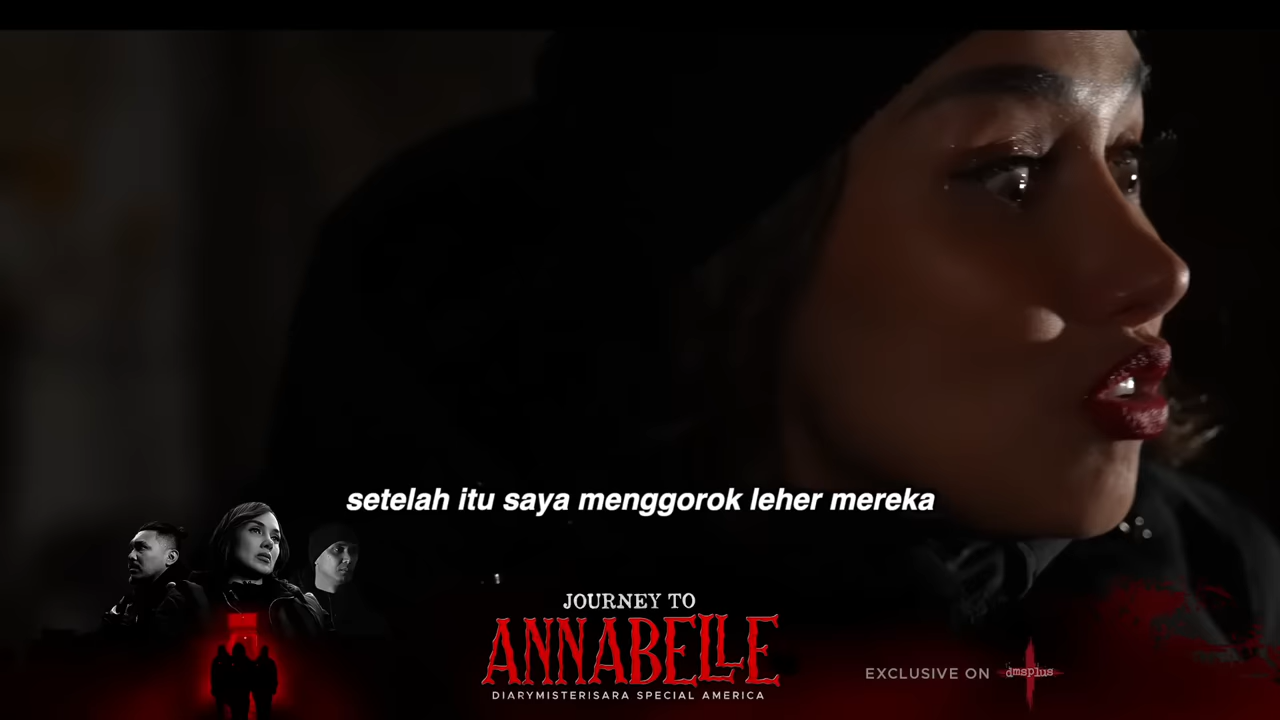 setelah itu saya menggorok leher mereka
JOURNEY TO
ANNABELLE
DIARYMISTERISARA SPECIAL AMERICA
EXCLUSIVE ON dmsplus